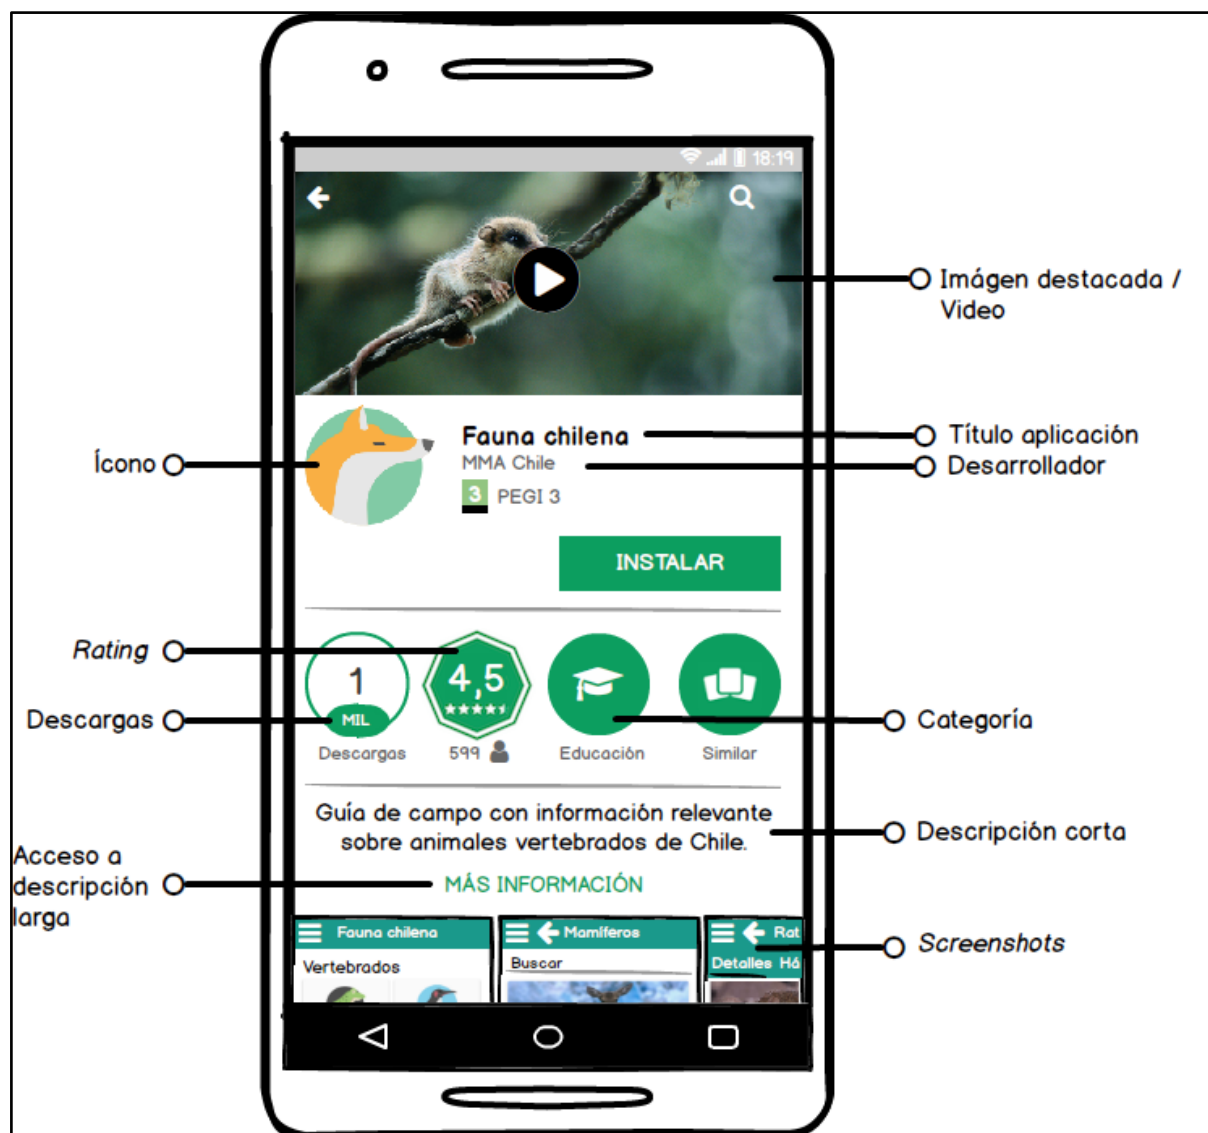 18:19
Imágen destacada /
Video
Ícono
Fauna chilena
Título aplicación
MMA Chile
Desarrollador
3 PEGI 3
INSTALAR
Rating
1
4,5
Descargas
MIL
Categoría
Descargas
599
Educación
Similar
Guía de campo con información relevante
sobre animales vertebrados de Chile.
Descripción corta
Acceso a
descripción
larga
MÁS INFORMACIÓN
Fauna chilena
Mamíferos
Rat
Screenshots
Vertebrados
Buscar
Detalles Há